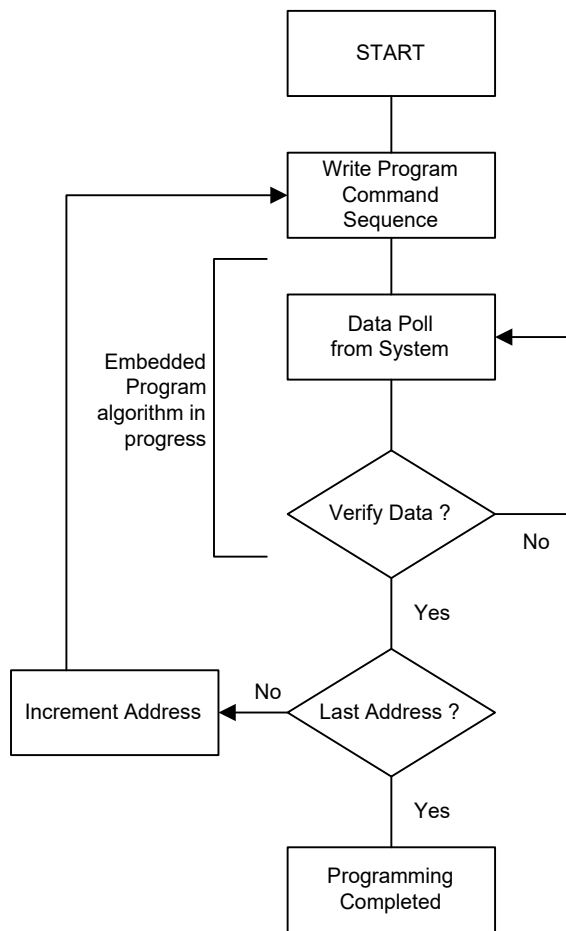 START
Write Program
Command
Sequence
Data Poll
from System
Embedded
Program
algorithm in
progress
Verify Data ?
No
Yes
No
Increment Address
Last Address ?
Yes
Programming
Completed